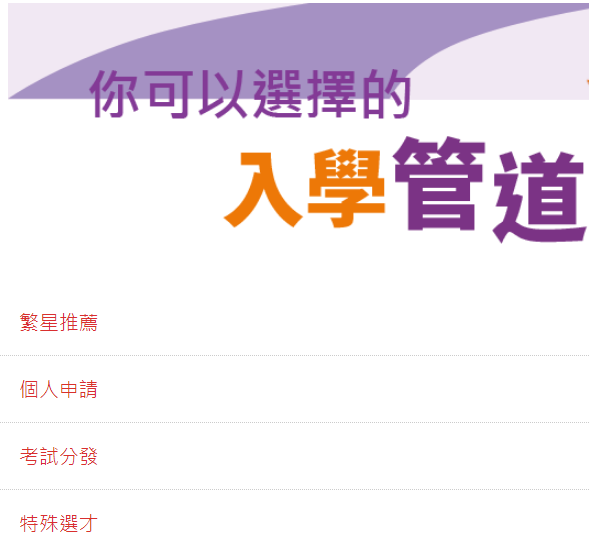 你可以選擇的
入學管道
繁星推薦
個人申請
考試分發
特殊選才